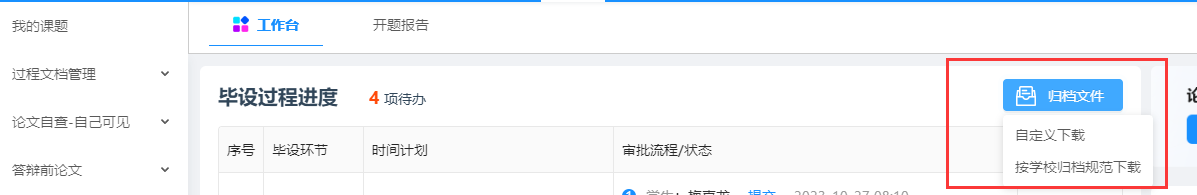 我的课题
工作台 开题报告
过程文档管理
毕设过程进度 4 项待办 归档文件
论文自查-自己可见
自定义下载
序号 毕设环节 时间计划 审批流程/状态
答辩前论文
按学校归档规范下载